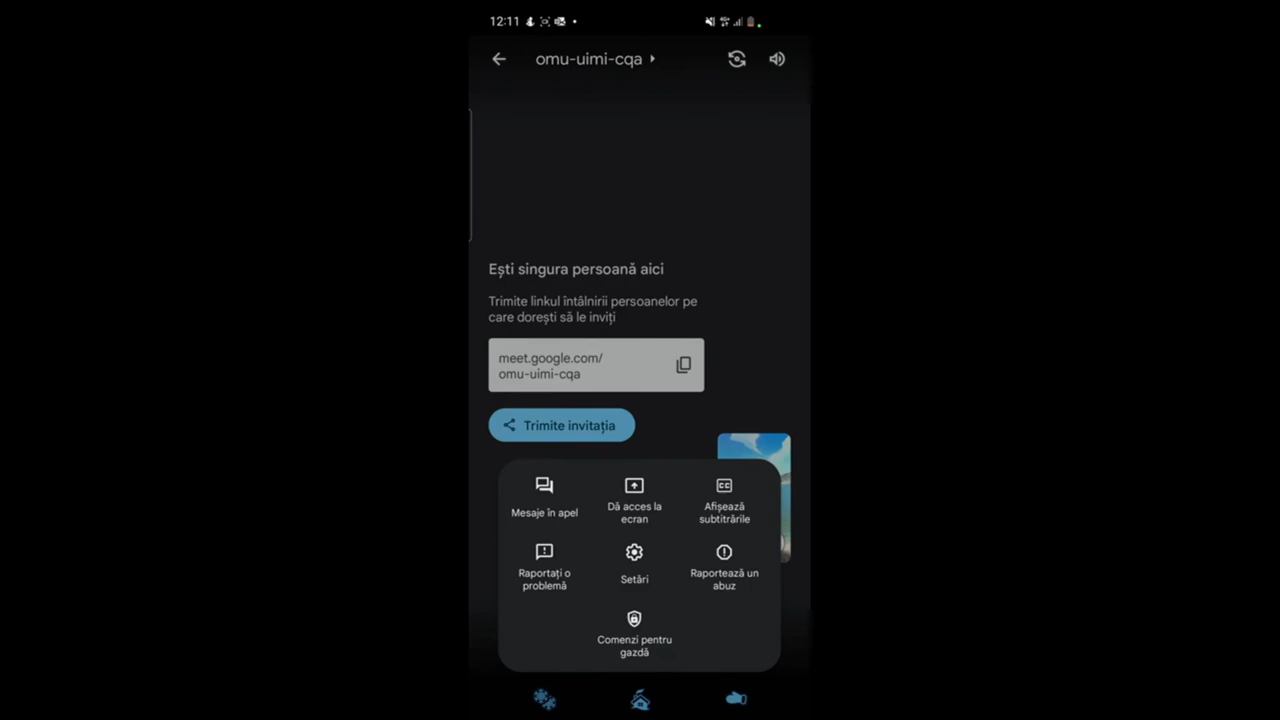 12:11
omu-uimi-cqa
Ești singura persoană aici
Trimite linkul întâlnirii persoanelor pe
care dorești să le inviți
meet.google.com/
omu-uimi-cqa
Trimite invitația
Mesaje în apel
Dă acces la
ecran
Afișează
subtitrările
Raportați o
problemă
Setări
Raportează un
abuz
Comenzi pentru
gazdă